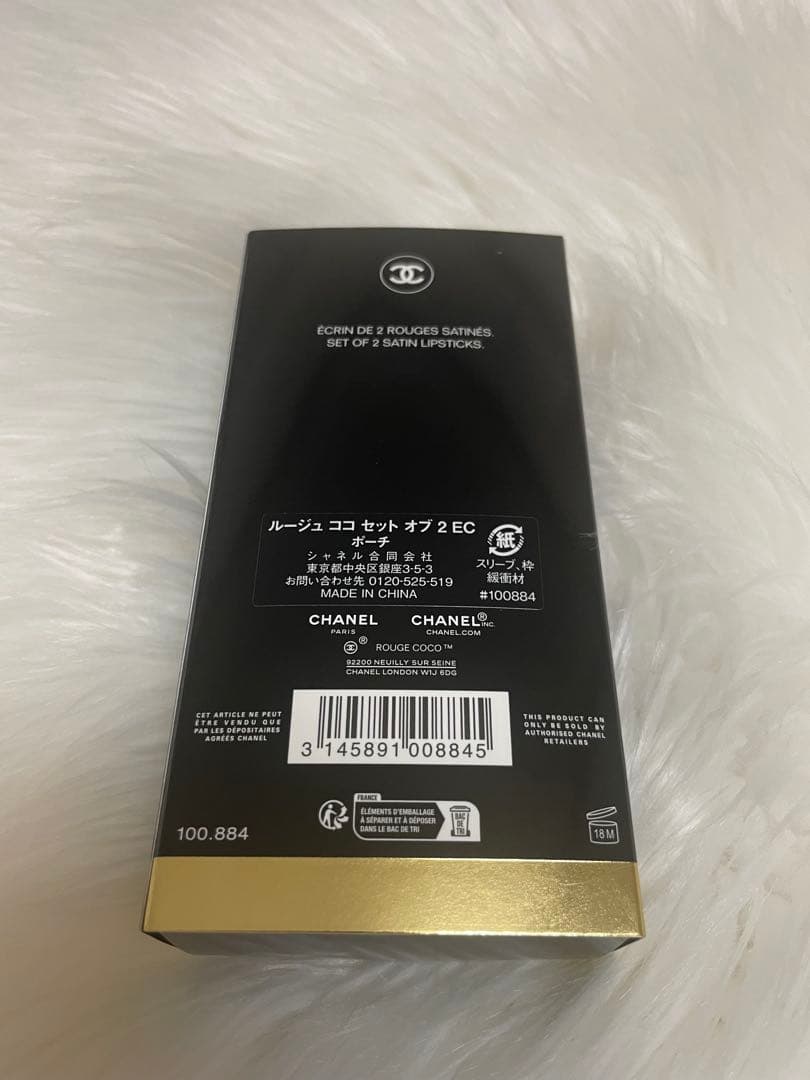 ÉCRIN DE 2 ROUGES SATINÉS.
SET OF 2 SATIN LIPSTICKS.
ルージュ ココ セット オブ 2 EC
ポーチ
シャネル合同会社
東京都中央区銀座3-5-3
お問い合わせ先 0120-525-519
MADE IN CHINA
紙
スリーブ、枠
緩衝材
#100884
CHANEL
PARIS
CHANEL® INC.
CHANEL.COM
® ROUGE COCO™
92200 NEUILLY SUR SEINE
CHANEL LONDON W1J 6DG
CET ARTICLE NE PEUT
ÊTRE VENDU QUE
PAR LES DÉPOSITAIRES
AGRÉÉS CHANEL
3 145891 008845
THIS PRODUCT CAN
ONLY BE SOLD BY
AUTHORISED CHANEL
RETAILERS
100.884
FRANCE
ÉLÉMENTS D'EMBALLAGE
À SÉPARER ET À DÉPOSER
DANS LE BAC DE TRI
BAC
DE
TRI
18 M